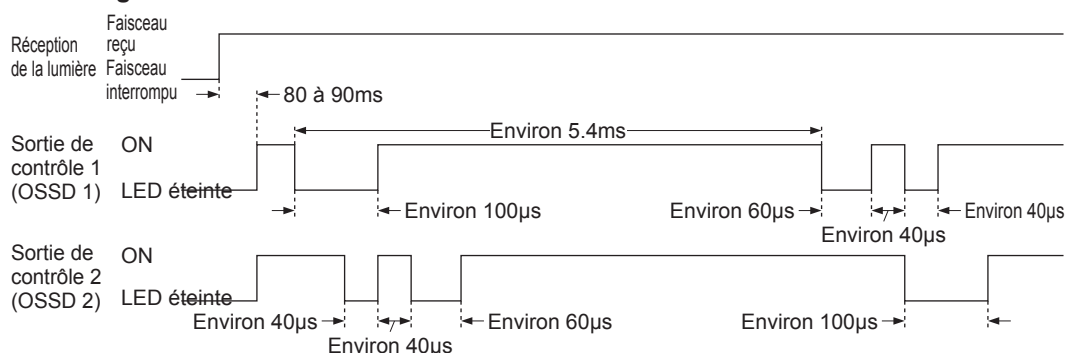 Faisceau
Réception reçu
de la lumière Faisceau
interrompu
80 à 90ms
Environ 5.4ms
Sortie de ON
contrôle 1
(OSSD 1) LED éteinte
Environ 100µs
Environ 60µs
Environ 40µs
Environ 40µs
Sortie de ON
contrôle 2
(OSSD 2) LED éteinte
Environ 40µs
Environ 60µs
Environ 100µs
Environ 40µs